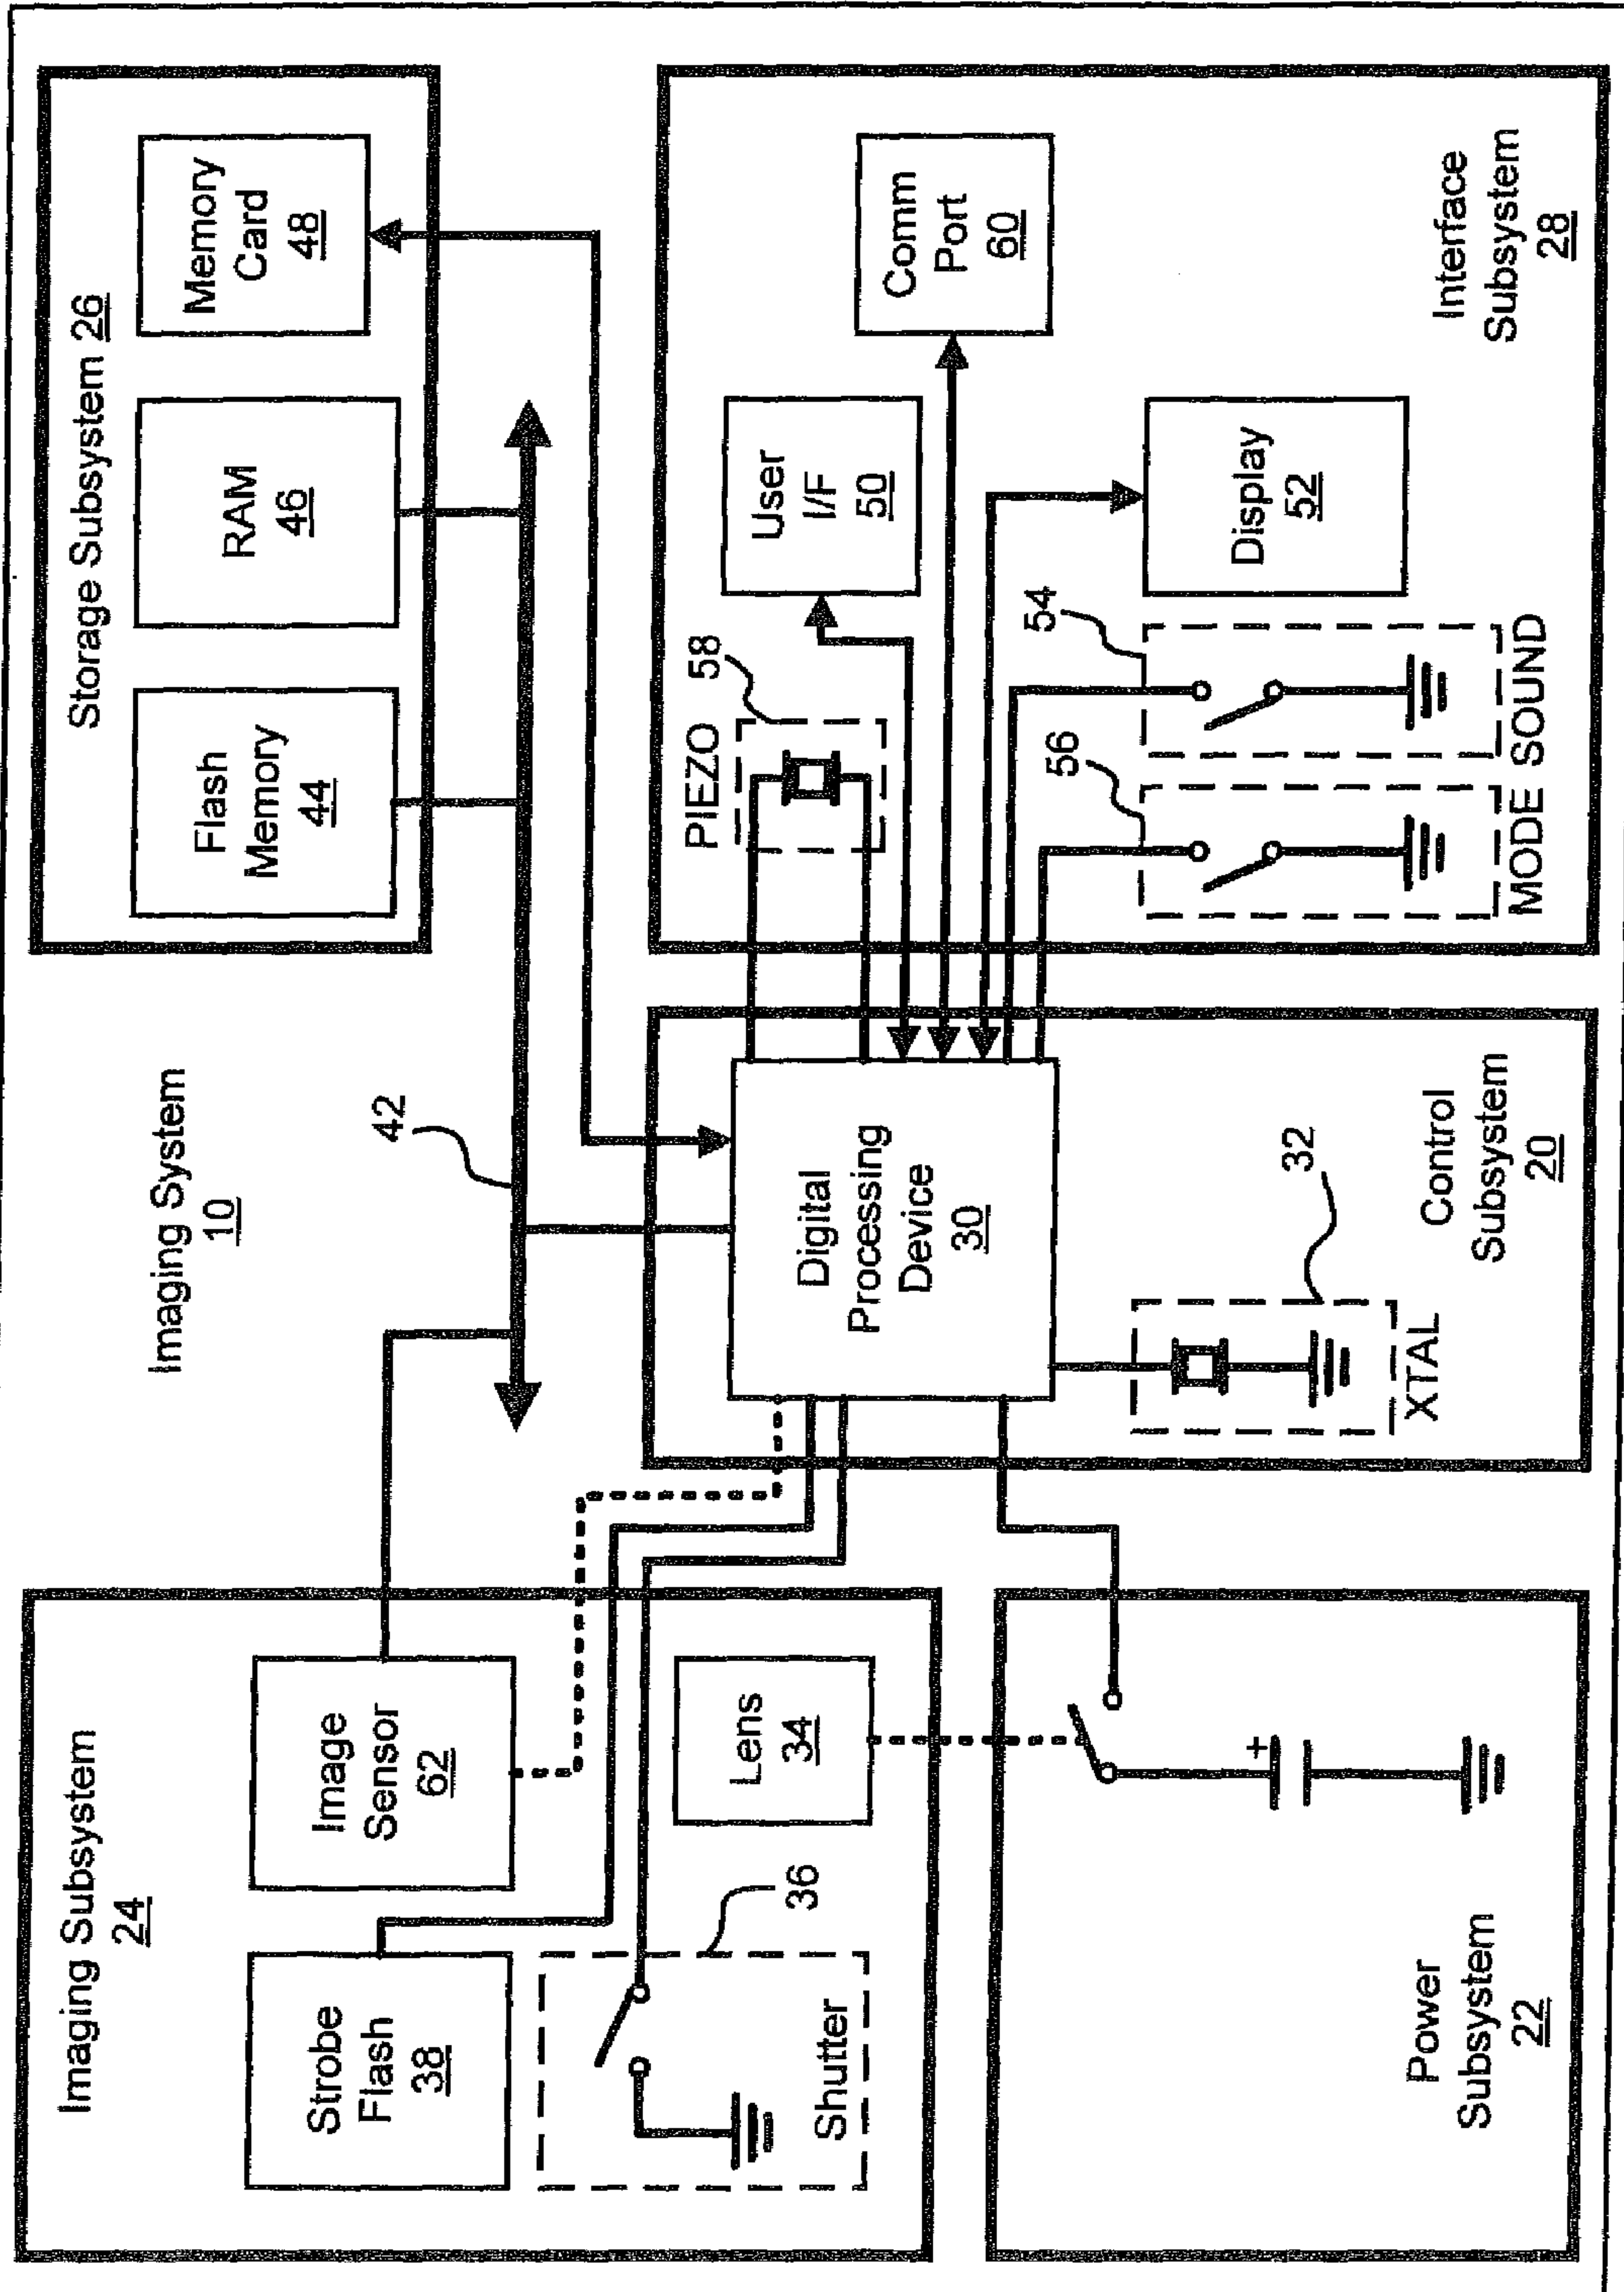 Imaging Subsystem
24
Strobe
Flash
38
Image
Sensor
62
Shutter
36
Lens
34
Power
Subsystem
22
+
Imaging System
10
42
Digital
Processing
Device
30
XTAL
32
Control
Subsystem
20
Storage Subsystem 26
Flash
Memory
44
RAM
46
Memory
Card
48
PIEZO
58
User
I/F
50
Comm
Port
60
Display
52
56
MODE
54
SOUND
Interface
Subsystem
28